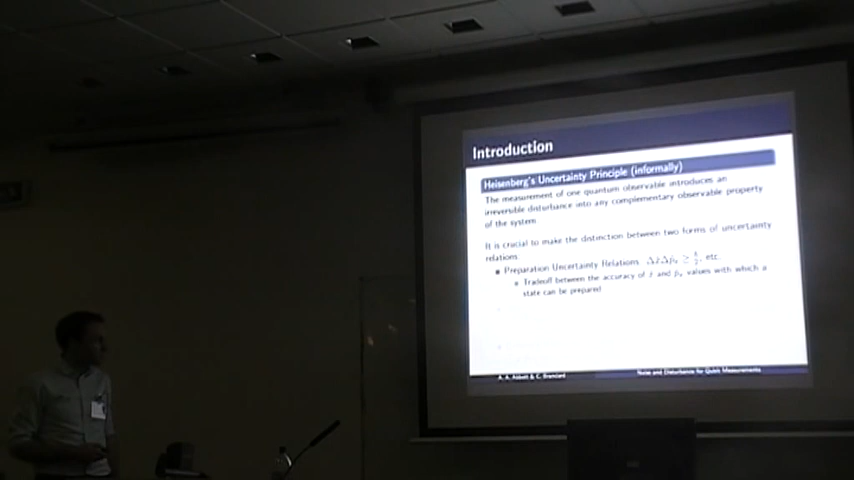 Introduction
Heisenberg's Uncertainty Principle (informally)
The measurement of one quantum observable introduces an
irreversible disturbance into any complementary observable property
of the system
It is crucial to make the distinction between two forms of uncertainty
relations
Preparation Uncertainty Relations: Δx̂Δp̂ₓ ≥ ℏ/2, etc.
Tradeoff between the accuracy of x̂ and p̂ₓ values with which a
state can be prepared
A. A. Abbott & C. Branciard
Noise and Disturbance for Qubit Measurements